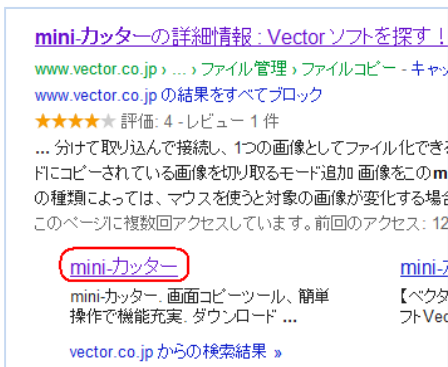 mini-カッターの詳細情報 : Vector ソフトを探す!
www.vector.co.jp › ... › ファイル管理 › ファイルコピー - キャッ
www.vector.co.jp の結果をすべてブロック
★★★★★ 評価: 4 - レビュー 1 件
... 分けて取り込んで接続し、1つの画像としてファイル化でき
ドにコピーされている画像を切り取るモード追加 画像をこのm
の種類によっては、マウスを使うと対象の画像が変化する場合
このページに複数回アクセスしています。前回のアクセス: 12
mini-カッター
mini-
mini-カッター. 画面コピーツール、簡単
【ベクタ
操作で機能充実. ダウンロード ...
フトVec
vector.co.jp からの検索結果 »